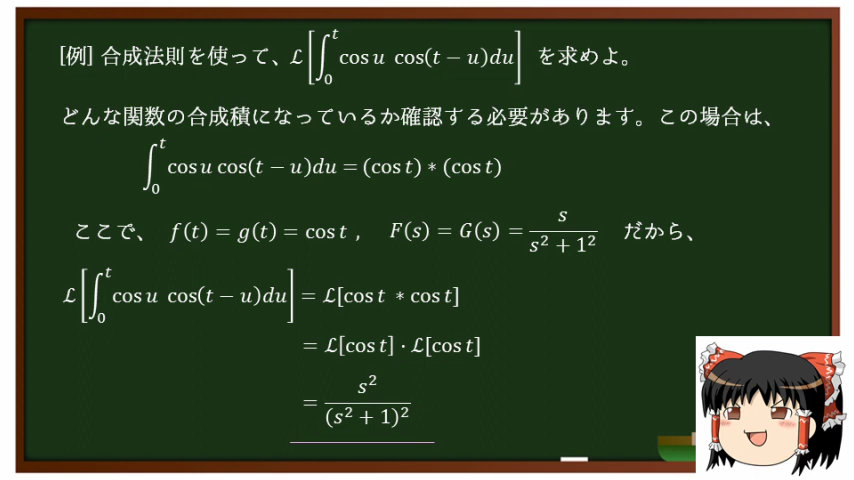 [例] 合成法則を使って、ℒ[∫₀ᵗ cos u cos(t − u)du] を求めよ。
どんな関数の合成積になっているか確認する必要があります。この場合は、
∫₀ᵗ cos u cos(t − u)du = (cos t) ∗ (cos t)
ここで、 f(t) = g(t) = cos t , F(s) = G(s) = s/(s² + 1²) だから、
ℒ[∫₀ᵗ cos u cos(t − u)du] = ℒ[cos t ∗ cos t]
= ℒ[cos t] · ℒ[cos t]
= s²/(s² + 1)²